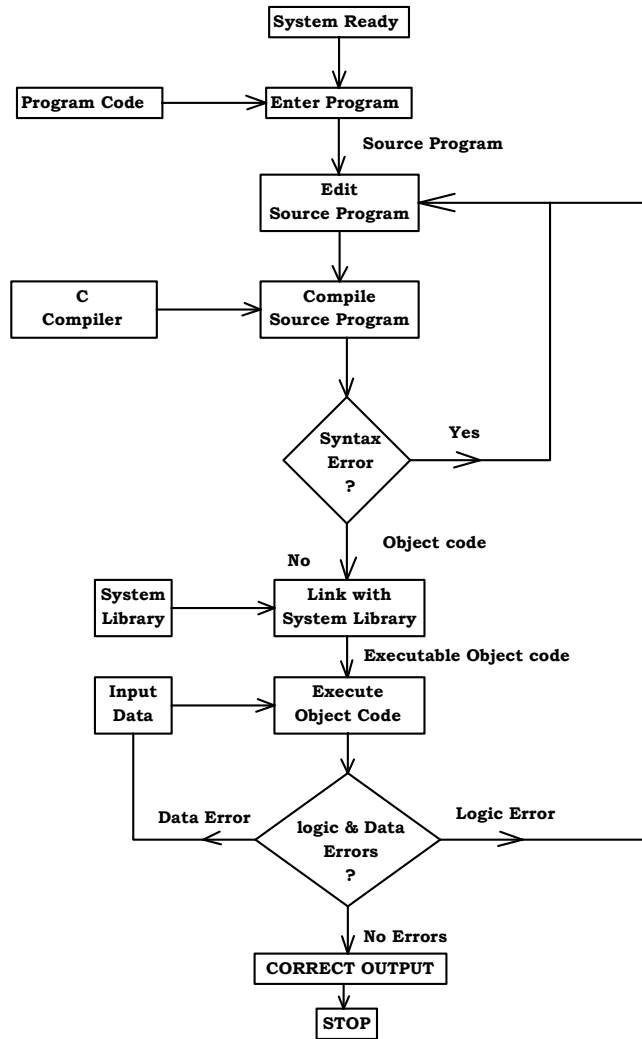 System Ready
Program Code
Enter Program
Source Program
Edit
Source Program
C
Compiler
Compile
Source Program
Syntax
Error
?
Yes
Object code
No
System
Library
Link with
System Library
Executable Object code
Input
Data
Execute
Object Code
Data Error
logic & Data
Errors
?
Logic Error
No Errors
CORRECT OUTPUT
STOP